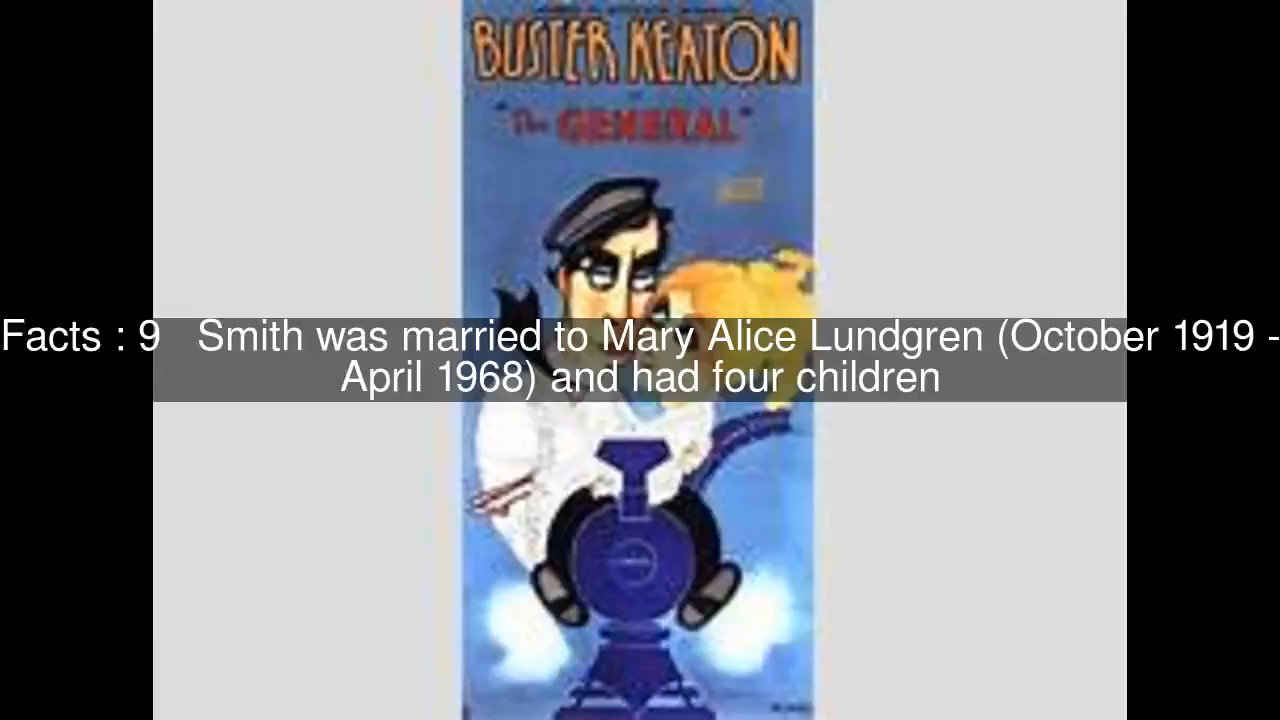 BUSTER KEATON
"The GENERAL"
Facts : 9 Smith was married to Mary Alice Lundgren (October 1919 -
April 1968) and had four children